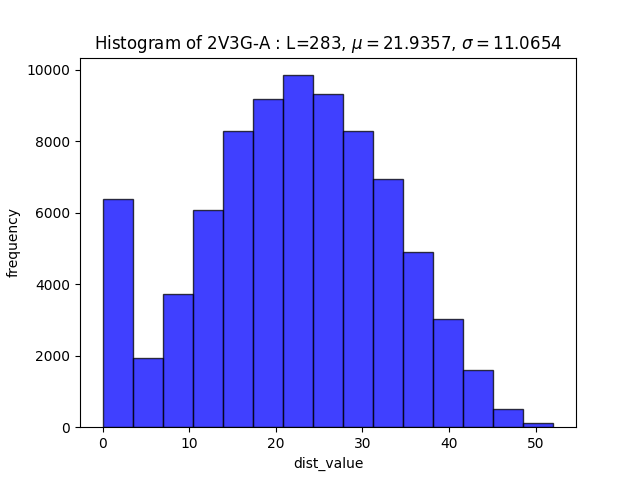 Histogram of 2V3G-A : L=283, μ = 21.9357, σ = 11.0654
10000
8000
6000
4000
2000
0
frequency
0 10 20 30 40 50
dist_value